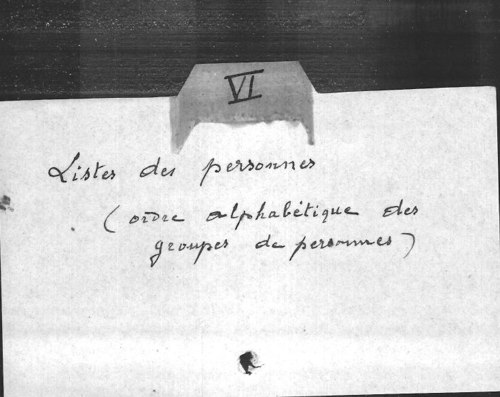 VI
Listes des personnes
(ordre alphabétique des
groupes de personnes)